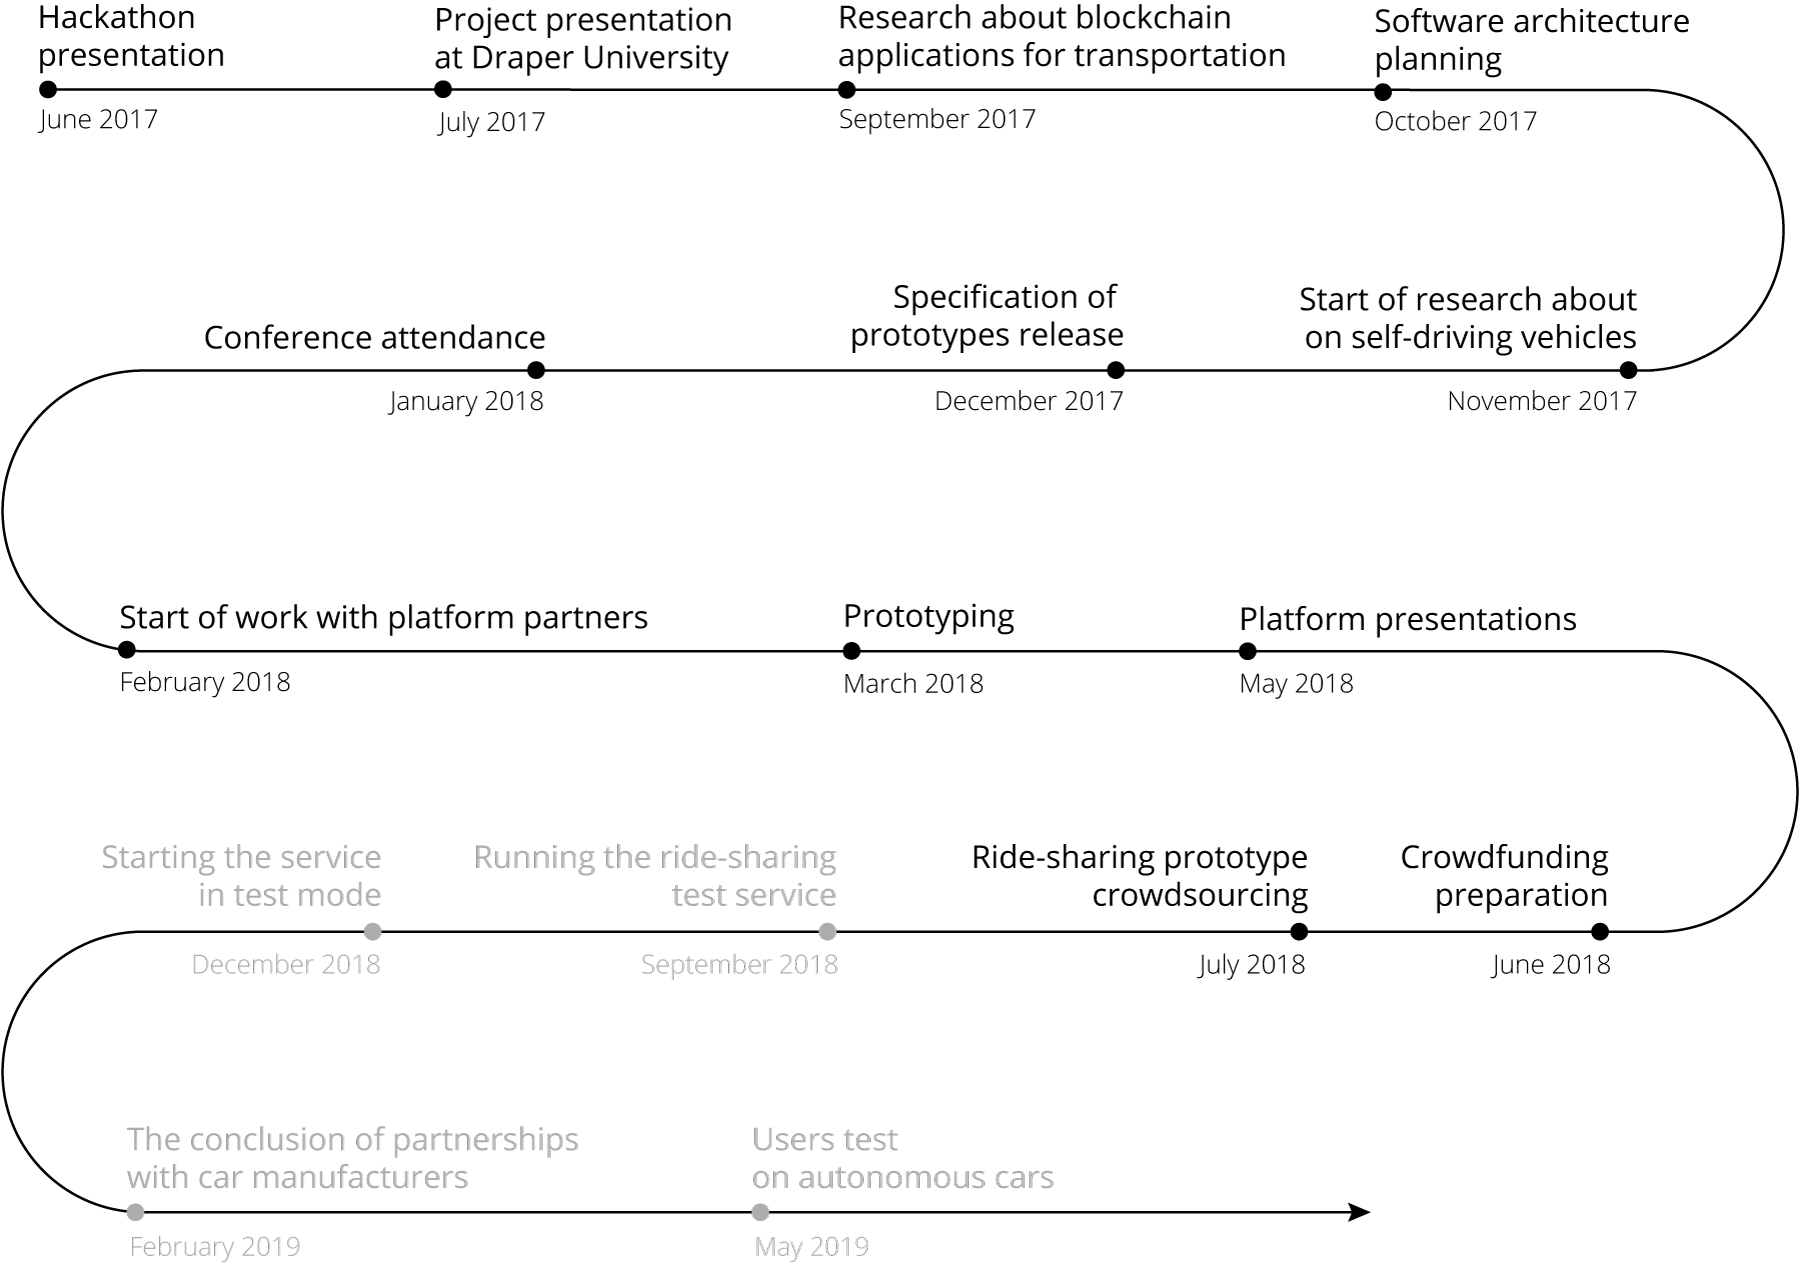 Hackathon
presentation
June 2017
Project presentation
at Draper University
July 2017
Research about blockchain
applications for transportation
September 2017
Software architecture
planning
October 2017
Start of research about
on self-driving vehicles
November 2017
Specification of
prototypes release
December 2017
Conference attendance
January 2018
Start of work with platform partners
February 2018
Prototyping
March 2018
Platform presentations
May 2018
Crowdfunding
preparation
June 2018
Ride-sharing prototype
crowdsourcing
July 2018
Running the ride-sharing
test service
September 2018
Starting the service
in test mode
December 2018
The conclusion of partnerships
with car manufacturers
February 2019
Users test
on autonomous cars
May 2019